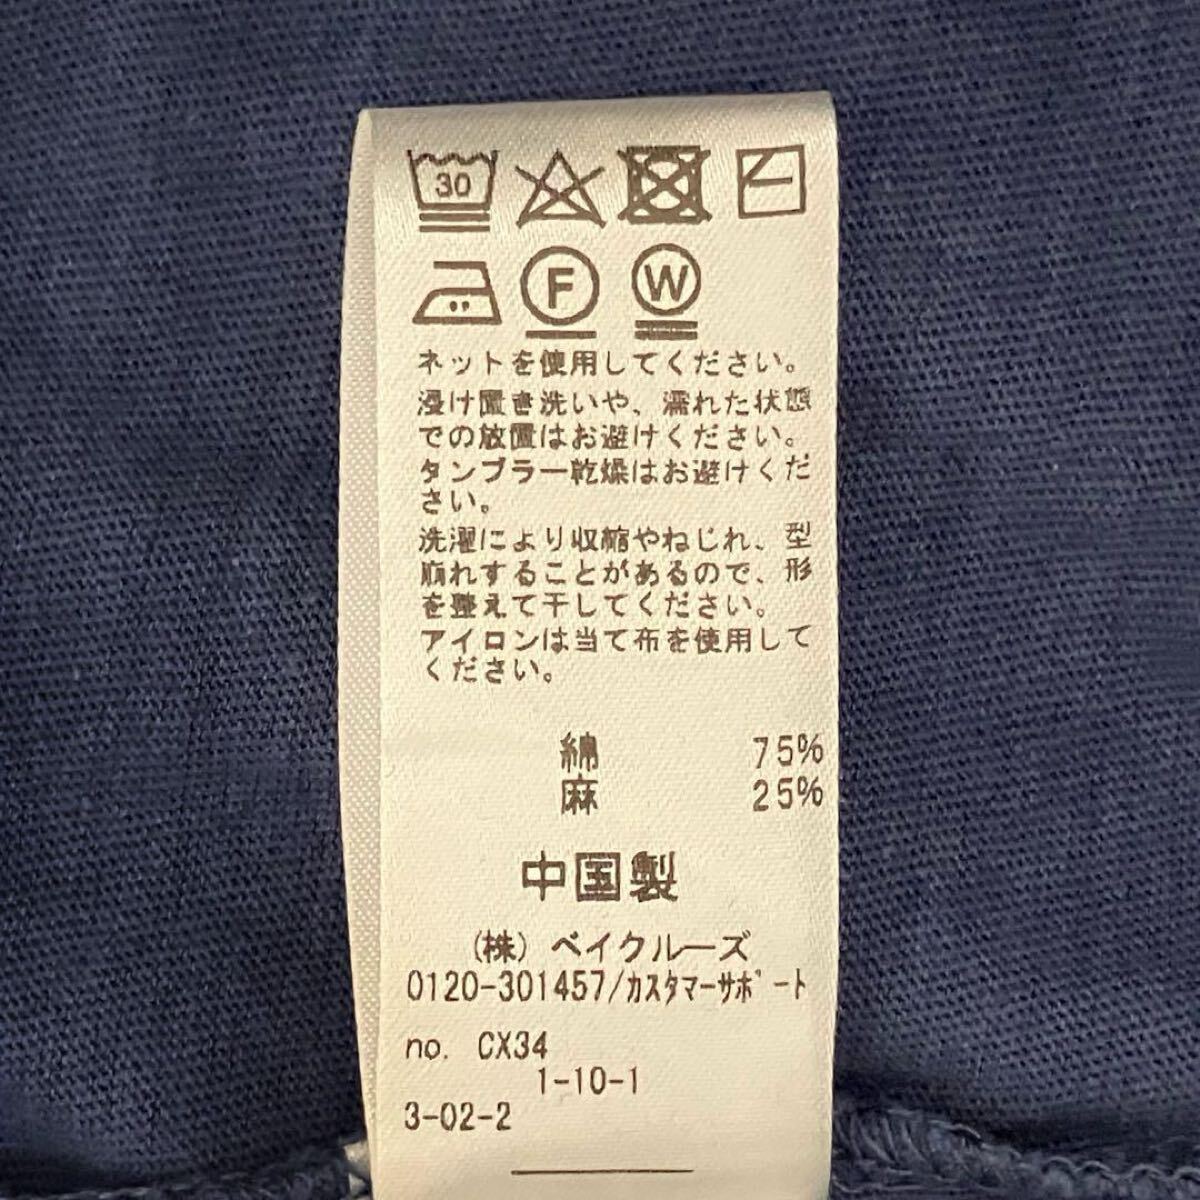 30
F W
ネットを使用してください。
浸け置き洗いや、濡れた状態
での放置はお避けください。
タンブラー乾燥はお避けくだ
さい。
洗濯により収縮やねじれ、型
崩れすることがあるので、形
を整えて干してください。
アイロンは当て布を使用して
ください。
綿 75%
麻 25%
中国製
(株) ベイクルーズ
0120-301457/ｶｽﾀﾏｰｻﾎﾟｰﾄ
no. CX34
1-10-1
3-02-2